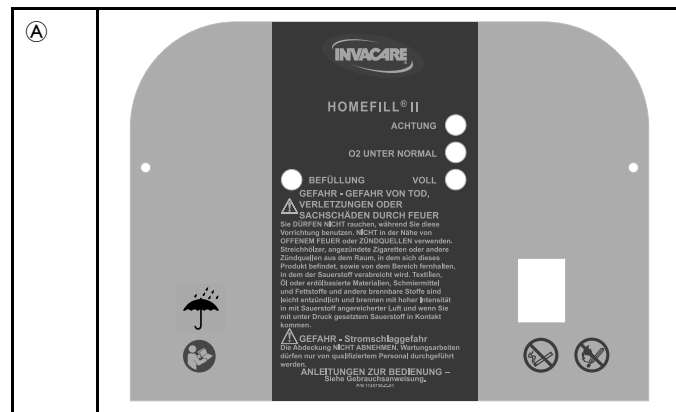 Ⓐ
INVACARE
HOMEFILL® II
ACHTUNG
O2 UNTER NORMAL
BEFÜLLUNG VOLL
GEFAHR - GEFAHR VON TOD,
VERLETZUNGEN ODER
SACHSCHÄDEN DURCH FEUER
Sie DÜRFEN NICHT rauchen, während Sie diese
Vorrichtung benutzen. NICHT in der Nähe von
OFFENEM FEUER oder ZÜNDQUELLEN verwenden.
Streichhölzer, angezündete Zigaretten oder andere
Zündquellen aus dem Raum, in dem sich dieses
Produkt befindet, sowie von dem Bereich fernhalten,
in dem der Sauerstoff verabreicht wird. Textilien,
Öl oder erdölbasierte Materialien, Schmiermittel
und Fettstoffe und andere brennbare Stoffe sind
leicht entzündlich und brennen mit hoher Intensität
in mit Sauerstoff angereicherter Luft und wenn Sie
mit unter Druck gesetztem Sauerstoff in Kontakt
kommen.
GEFAHR - Stromschlaggefahr
Die Abdeckung NICHT ABNEHMEN. Wartungsarbeiten
dürfen nur von qualifiziertem Personal durchgeführt
werden.
ANLEITUNGEN ZUR BEDIENUNG –
Siehe Gebrauchsanweisung.